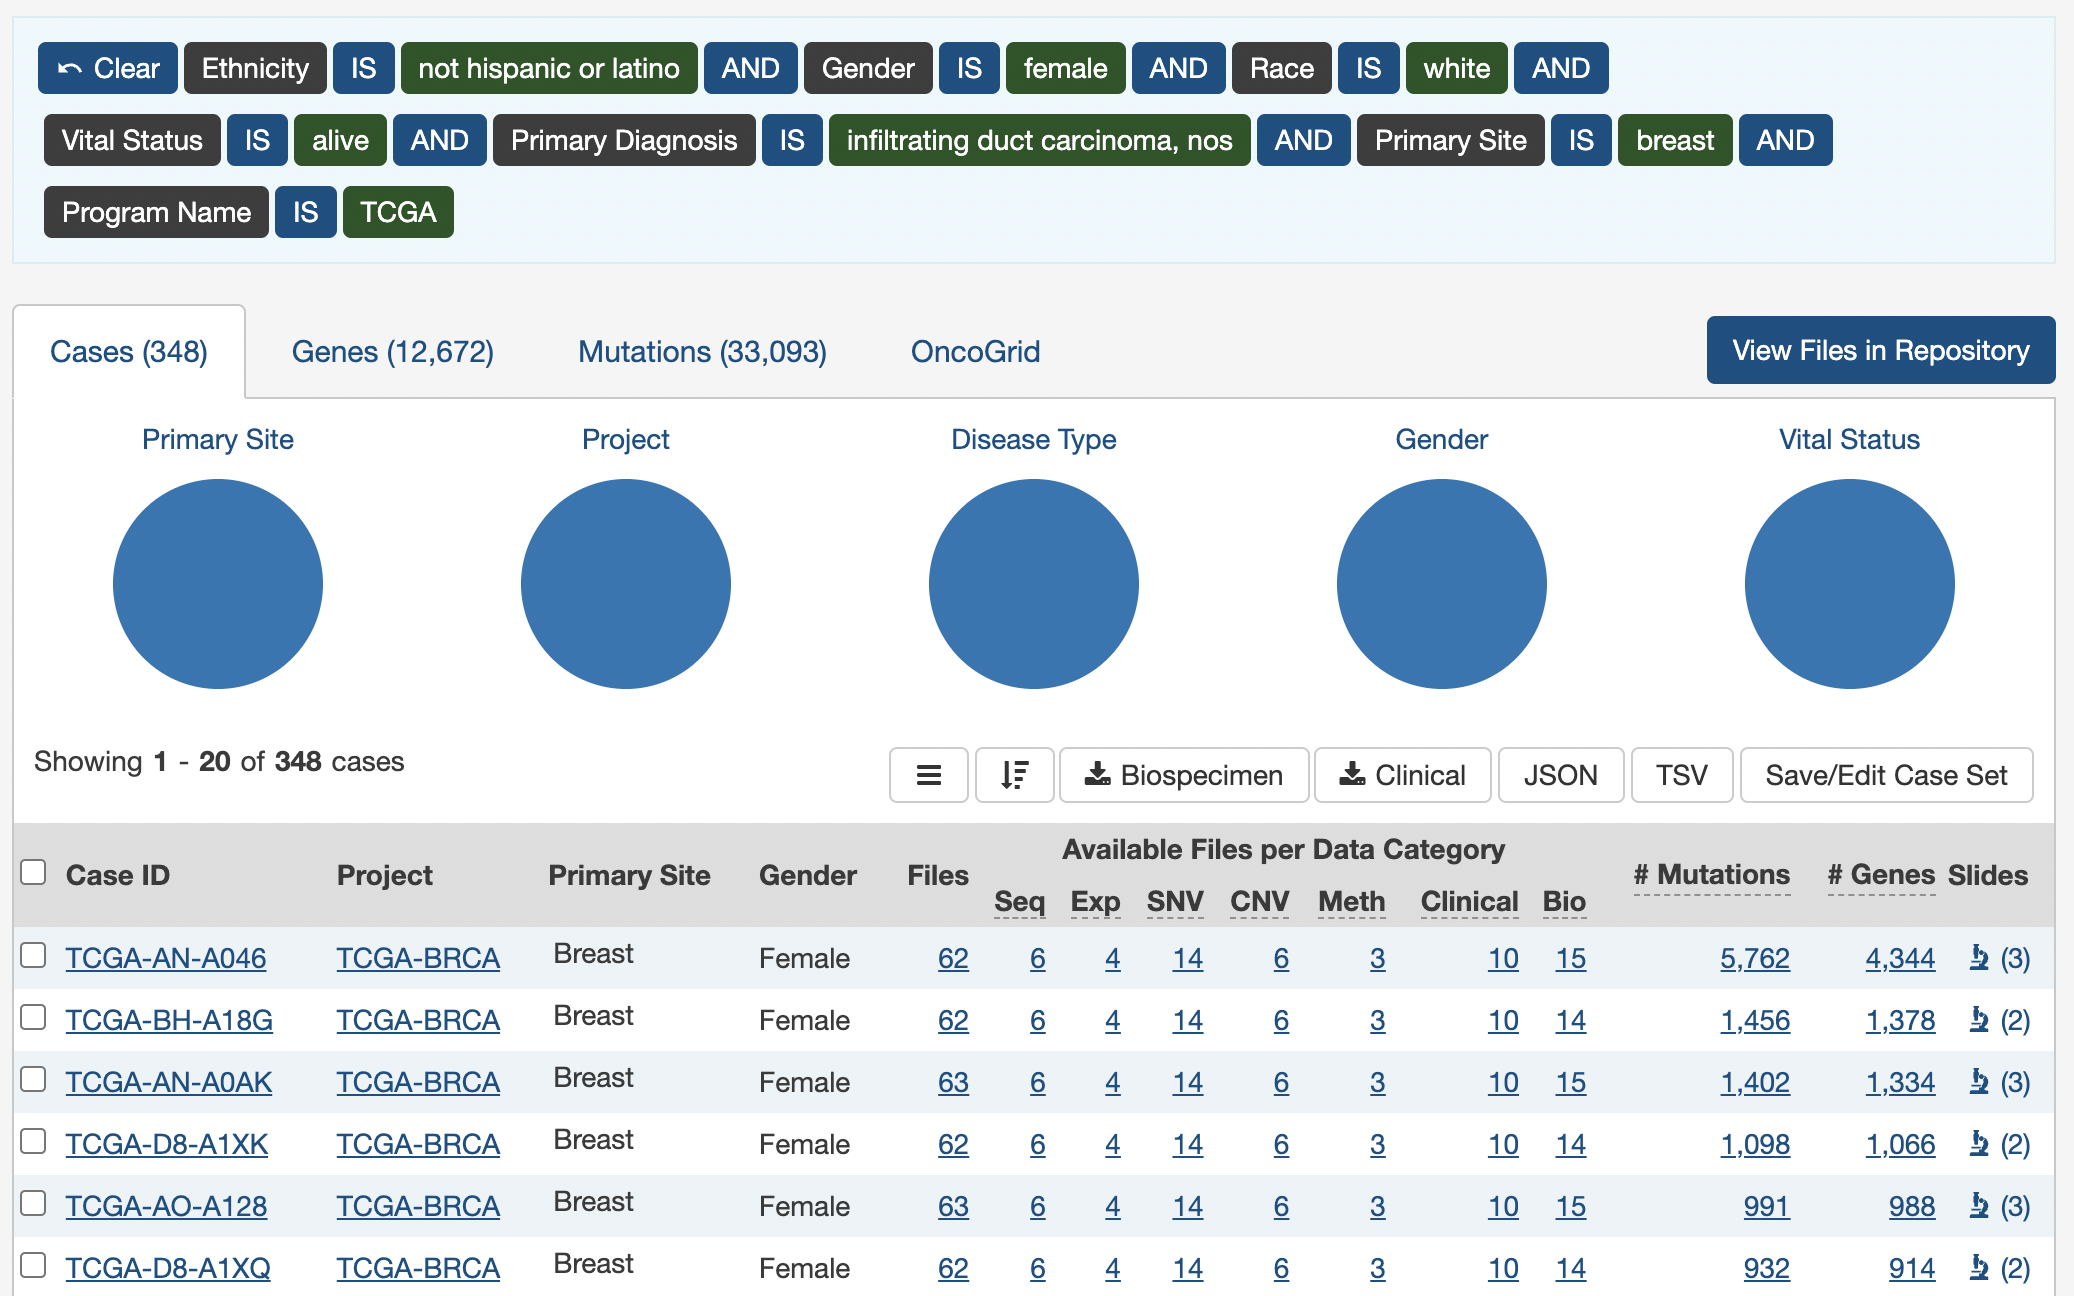 Clear Ethnicity IS not hispanic or latino AND Gender IS female AND Race IS white AND
Vital Status IS alive AND Primary Diagnosis IS infiltrating duct carcinoma, nos AND Primary Site IS breast AND
Program Name IS TCGA
Cases (348) Genes (12,672) Mutations (33,093) OncoGrid View Files in Repository
Primary Site Project Disease Type Gender Vital Status
Showing 1 - 20 of 348 cases Biospecimen Clinical JSON TSV Save/Edit Case Set
Available Files per Data Category
Case ID Project Primary Site Gender Files # Mutations # Genes Slides
Seq Exp SNV CNV Meth Clinical Bio
TCGA-AN-A046 TCGA-BRCA Breast Female 62 6 4 14 6 3 10 15 5,762 4,344 (3)
TCGA-BH-A18G TCGA-BRCA Breast Female 62 6 4 14 6 3 10 14 1,456 1,378 (2)
TCGA-AN-A0AK TCGA-BRCA Breast Female 63 6 4 14 6 3 10 15 1,402 1,334 (3)
TCGA-D8-A1XK TCGA-BRCA Breast Female 62 6 4 14 6 3 10 14 1,098 1,066 (2)
TCGA-AO-A128 TCGA-BRCA Breast Female 63 6 4 14 6 3 10 15 991 988 (3)
TCGA-D8-A1XQ TCGA-BRCA Breast Female 62 6 4 14 6 3 10 14 932 914 (2)